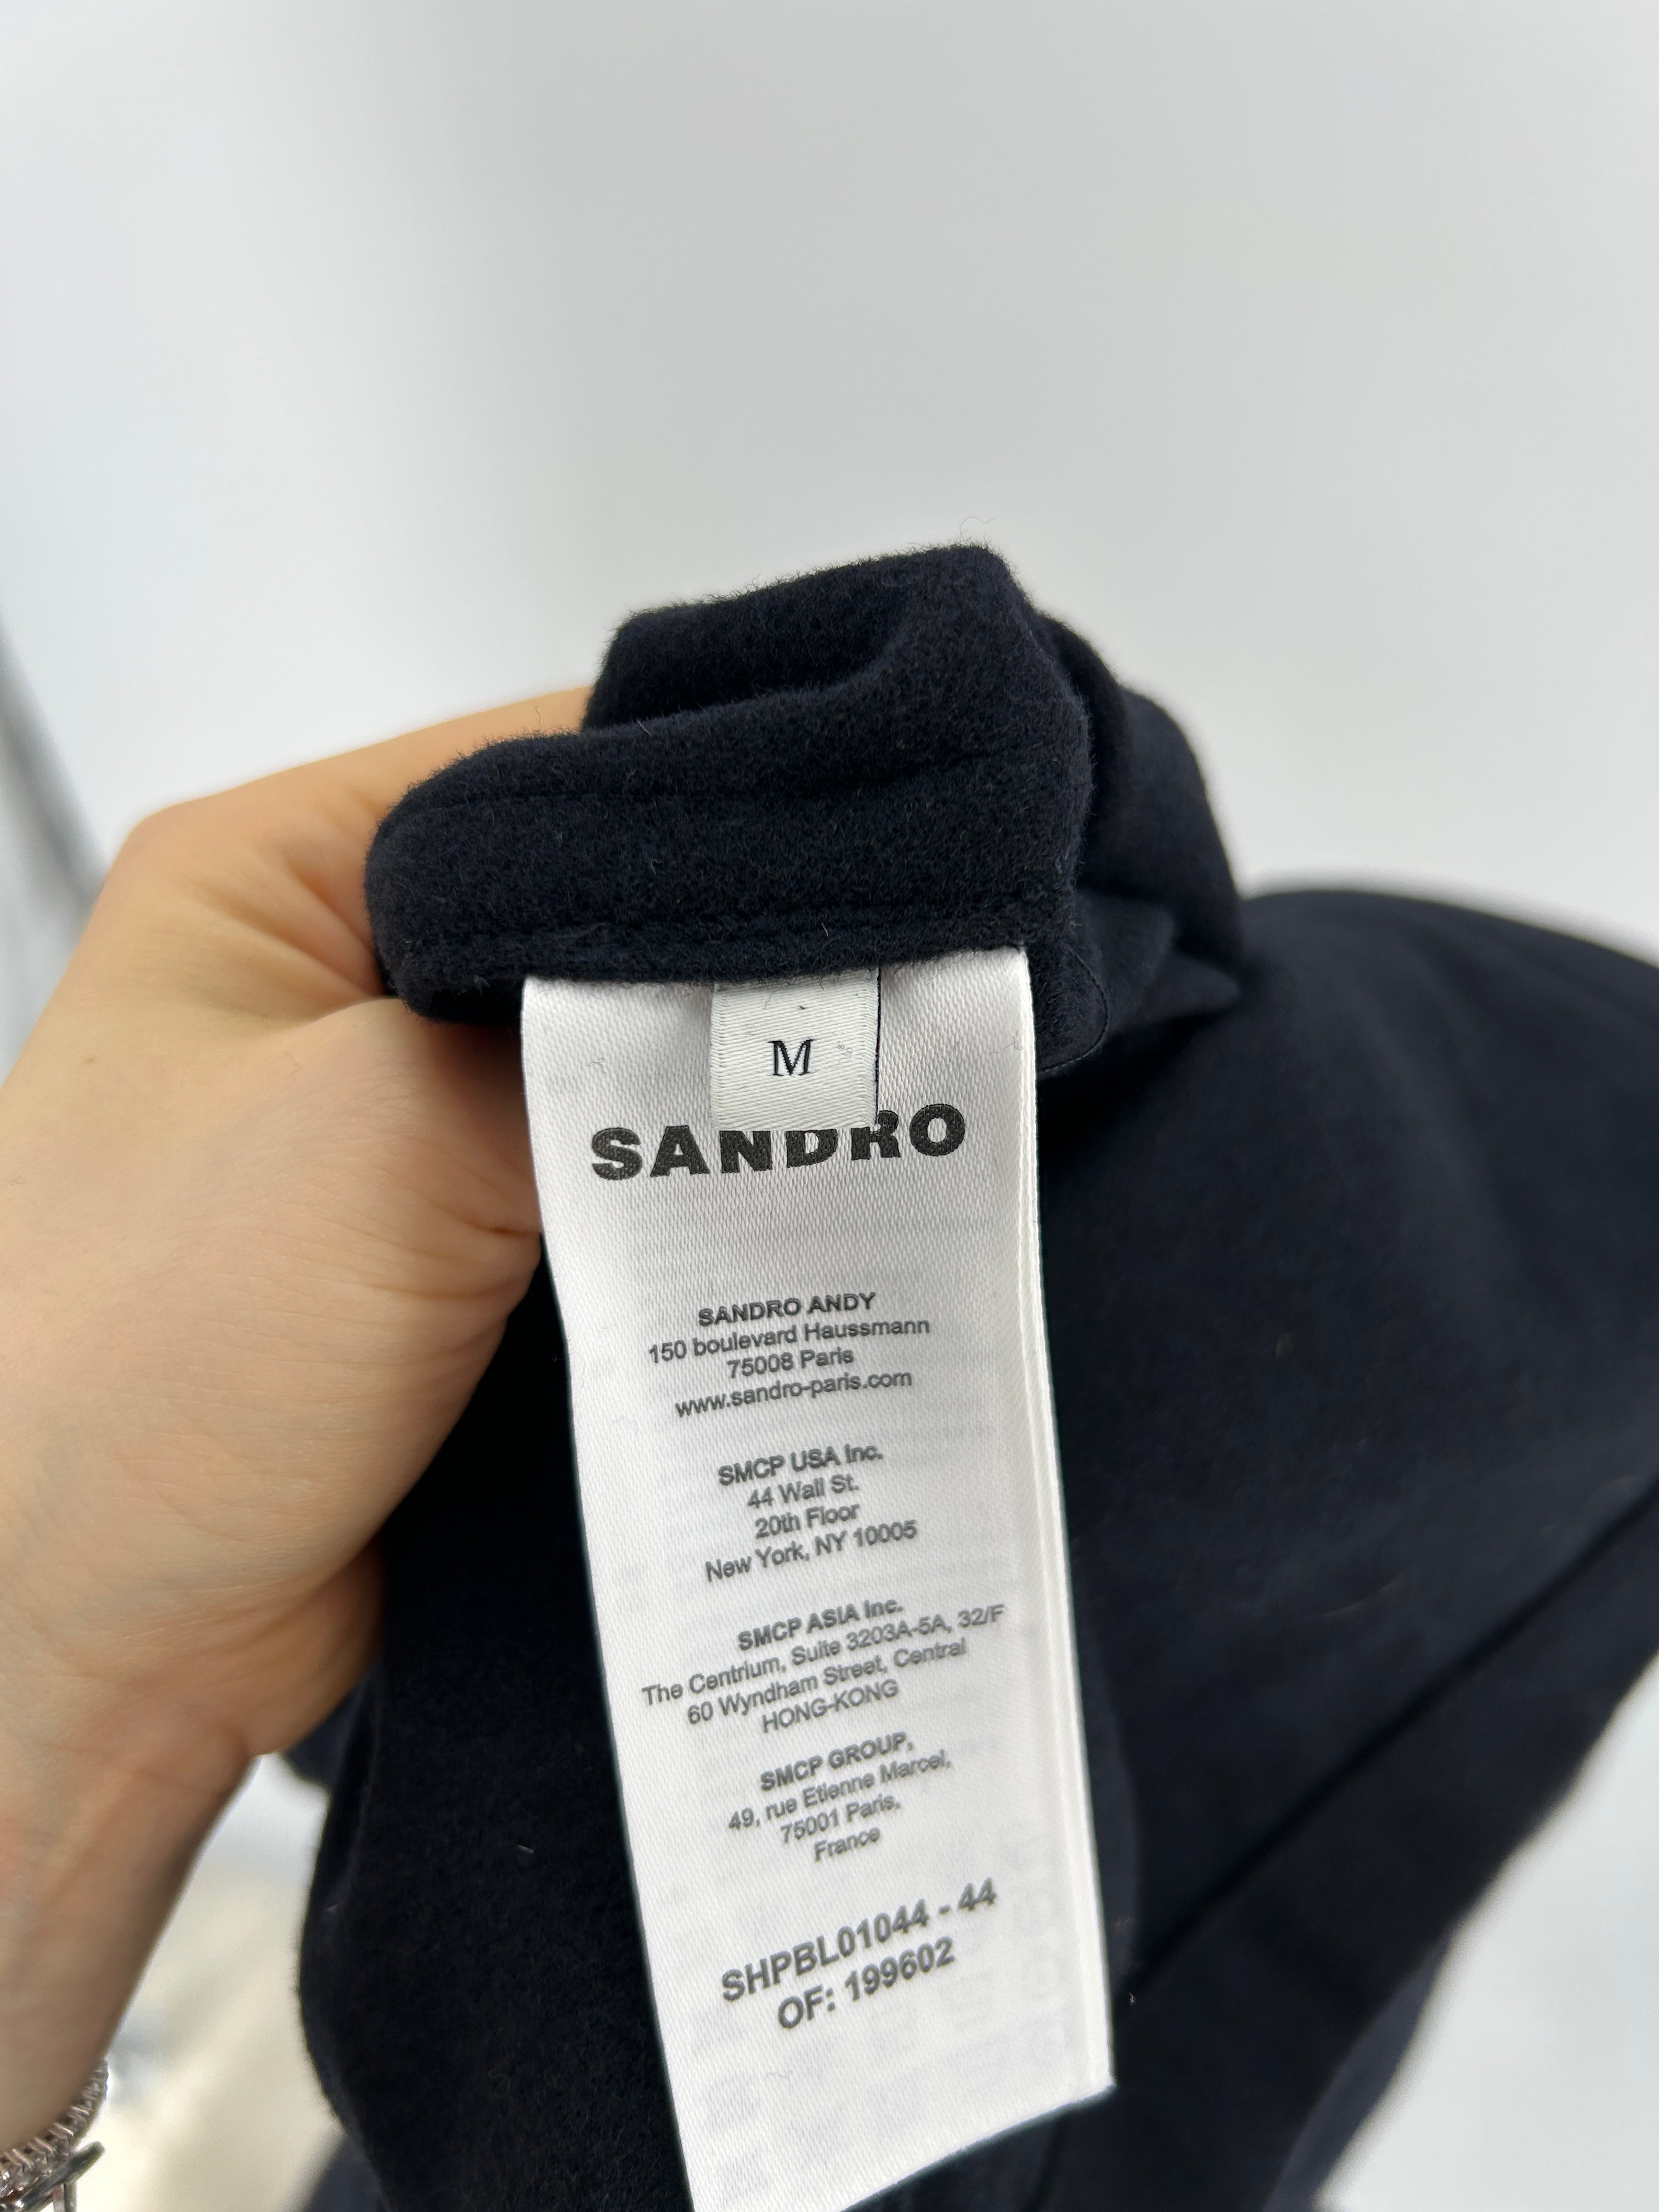 M
SANDRO
SANDRO ANDY
150 boulevard Haussmann
75008 Paris
www.sandro-paris.com
SMCP USA Inc.
44 Wall St.
20th Floor
New York, NY 10005
SMCP ASIA Inc.
The Centrium, Suite 3203A-5A, 32/F
60 Wyndham Street, Central
HONG-KONG
SMCP GROUP,
49, rue Etienne Marcel,
75001 Paris,
France
SHPBL01044 - 44
OF: 199602